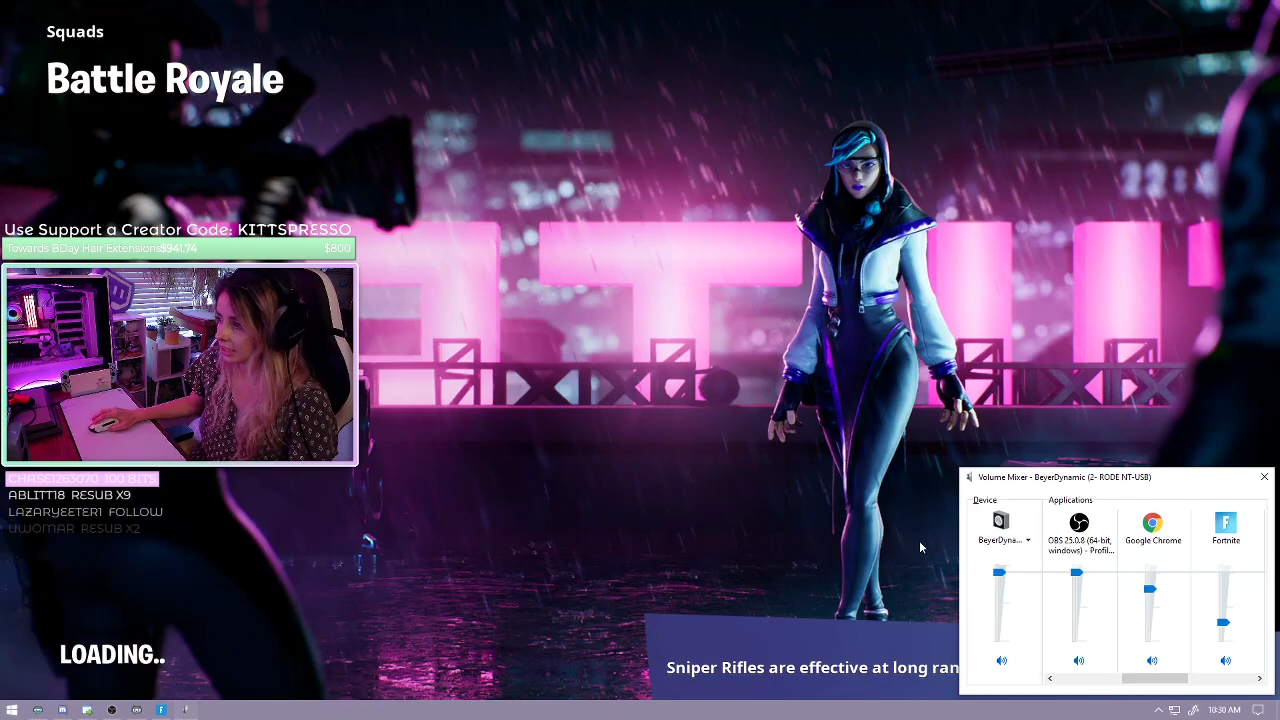 Squads
Battle Royale
22:
Use Support a Creator Code: KITTSPRESSO
Towards BDay Hair Extensions $941.74 $800
CHASE1263070 100 BITS
ABLITT18 RESUB X9
LAZARYEETER1 FOLLOW
UWOMAR RESUB X2
LOADING..
Sniper Rifles are effective at long ran
Volume Mixer - BeyerDynamic (2- RODE NT-USB)
Device
Applications
BeyerDyna...
OBS 25.0.8 (64-bit, windows) - Profil...
Google Chrome
Fortnite
10:30 AM